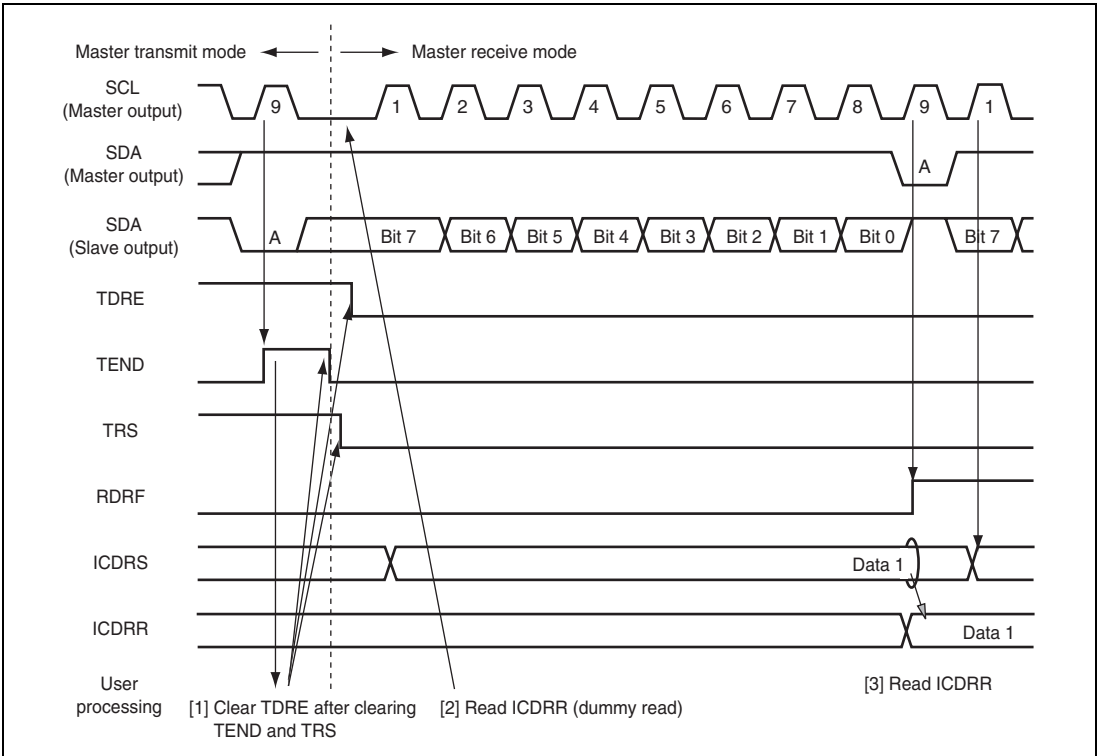 Master transmit mode
Master receive mode
SCL
(Master output)
9 1 2 3 4 5 6 7 8 9 1
SDA
(Master output)
A
SDA
(Slave output)
A Bit 7 Bit 6 Bit 5 Bit 4 Bit 3 Bit 2 Bit 1 Bit 0 Bit 7
TDRE
TEND
TRS
RDRF
ICDRS
Data 1
ICDRR
Data 1
User
processing
[1] Clear TDRE after clearing
TEND and TRS
[2] Read ICDRR (dummy read)
[3] Read ICDRR